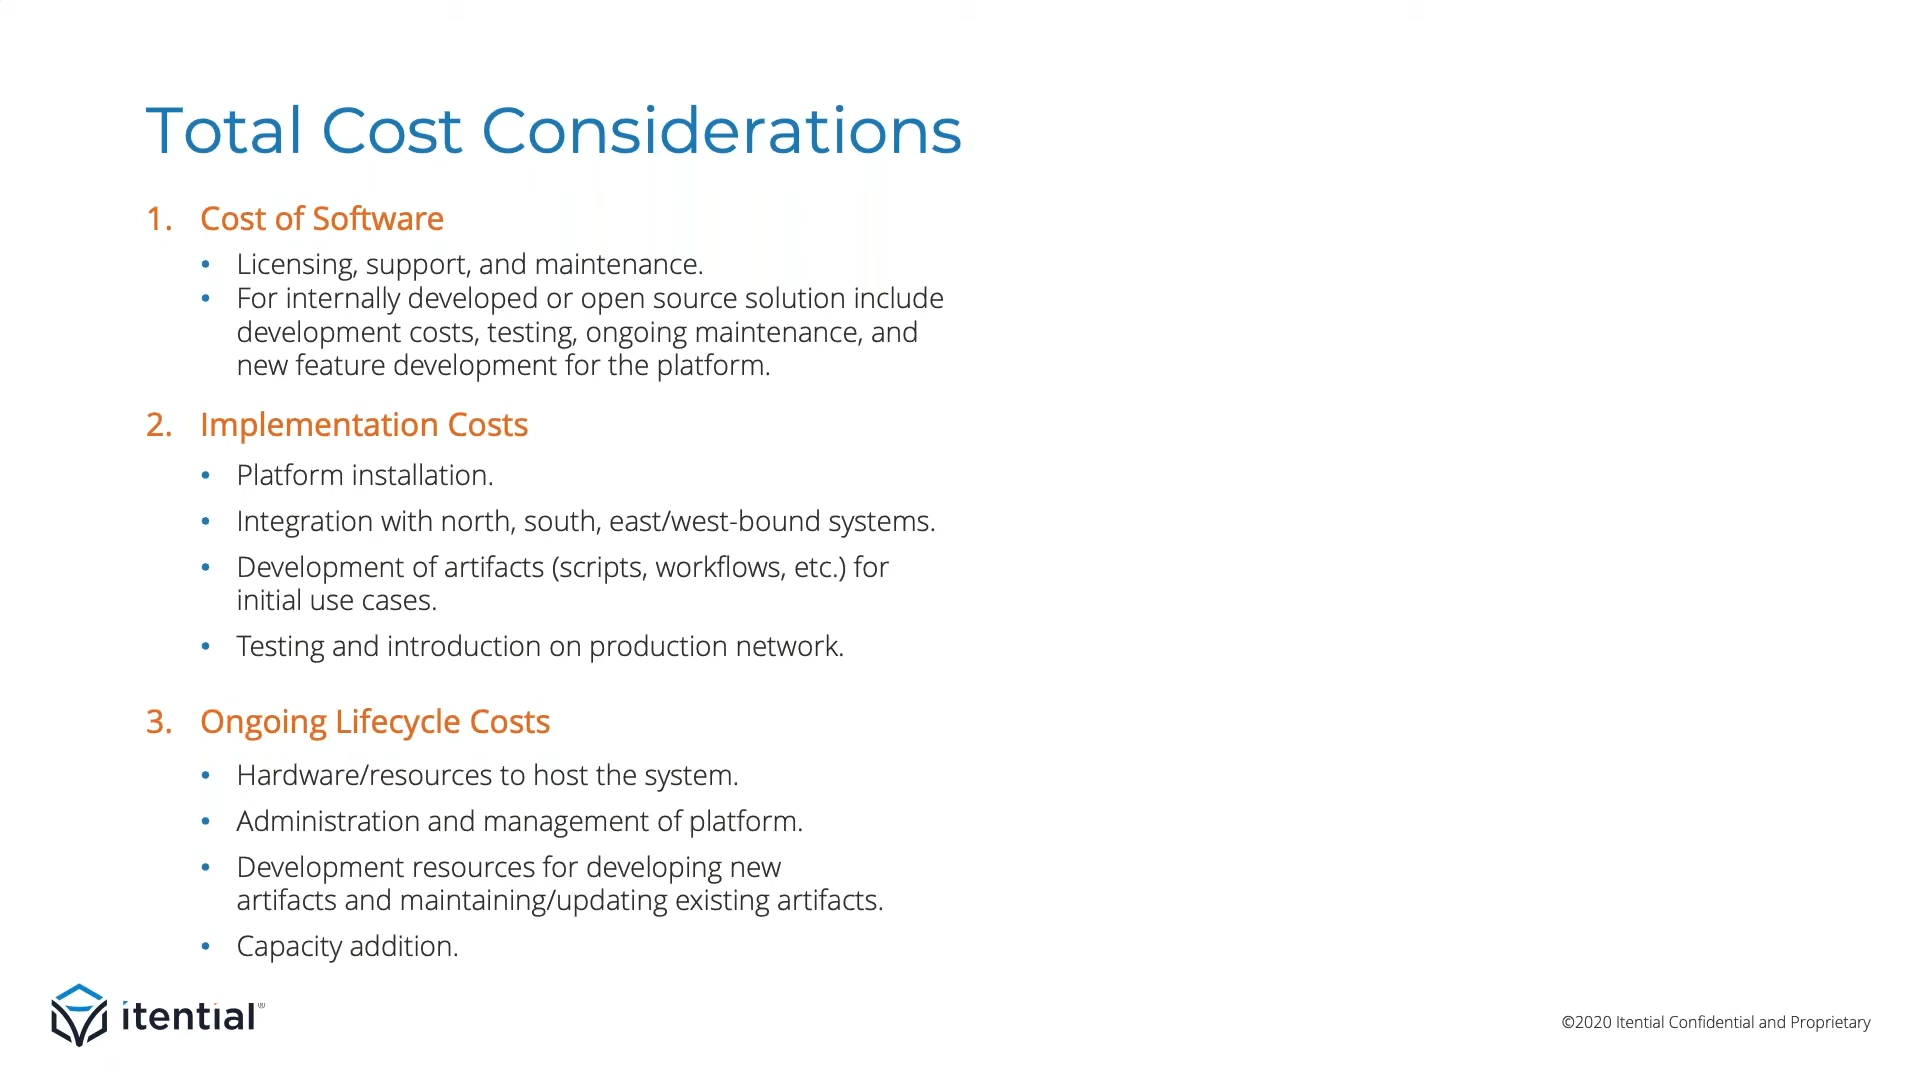 Total Cost Considerations
1. Cost of Software
• Licensing, support, and maintenance.
• For internally developed or open source solution include
development costs, testing, ongoing maintenance, and
new feature development for the platform.
2. Implementation Costs
• Platform installation.
• Integration with north, south, east/west-bound systems.
• Development of artifacts (scripts, workflows, etc.) for
initial use cases.
• Testing and introduction on production network.
3. Ongoing Lifecycle Costs
• Hardware/resources to host the system.
• Administration and management of platform.
• Development resources for developing new
artifacts and maintaining/updating existing artifacts.
• Capacity addition.
itential
©2020 Itential Confidential and Proprietary